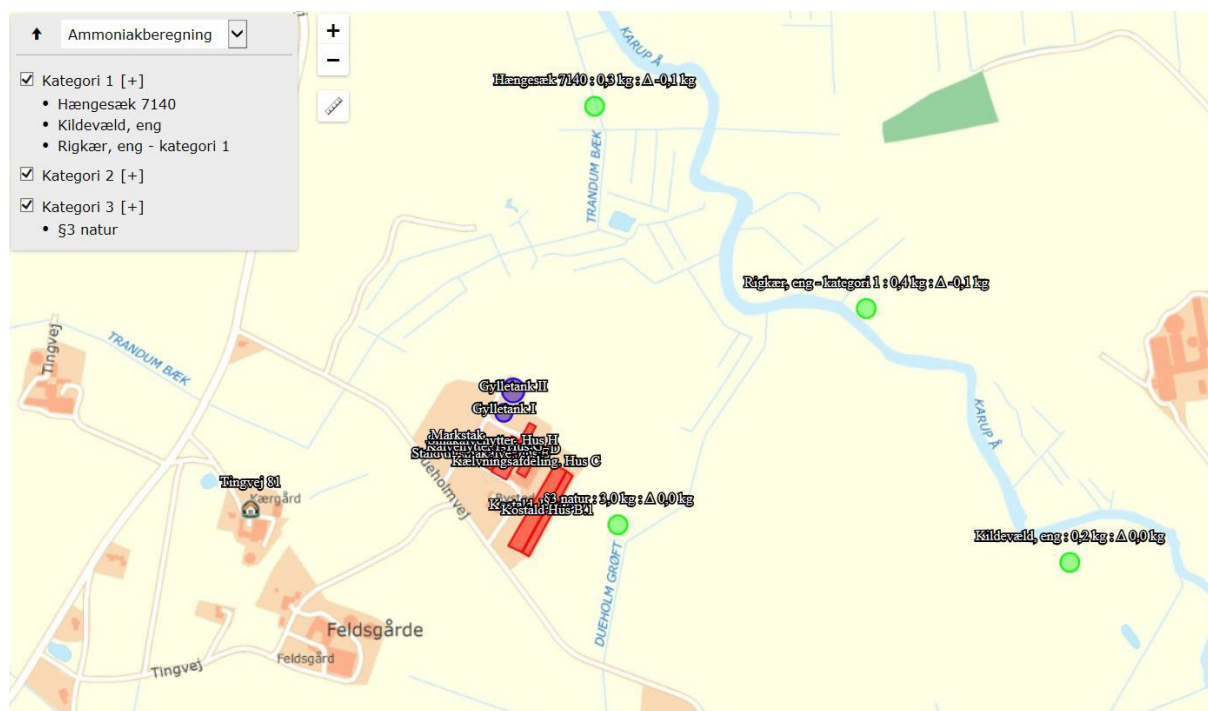 Ammoniakberegning
Kategori 1 [+]
• Hængesæk 7140
• Kildevæld, eng
• Rigkær, eng - kategori 1
Kategori 2 [+]
Kategori 3 [+]
• §3 natur
+
−
KARUP Å
Hængesæk 7140 : 0,3 kg : Δ -0,1 kg
TRANDUM BÆK
Rigkær, eng - kategori 1 : 0,4 kg : Δ -0,1 kg
Tingvej
TRANDUM BÆK
Gylletank II
Gylletank I
KARUP Å
Markstak
Hus H
Kælvningsafdeling, Hus C
Dueholmvej
Tingvej 81
Kærgård
§3 natur : 3,0 kg : Δ 0,0 kg
Kostald Hus B.1
Kildevæld, eng : 0,2 kg : Δ 0,0 kg
DUEHOLM GRØFT
Feldsgårde
Feldsgård
Tingvej